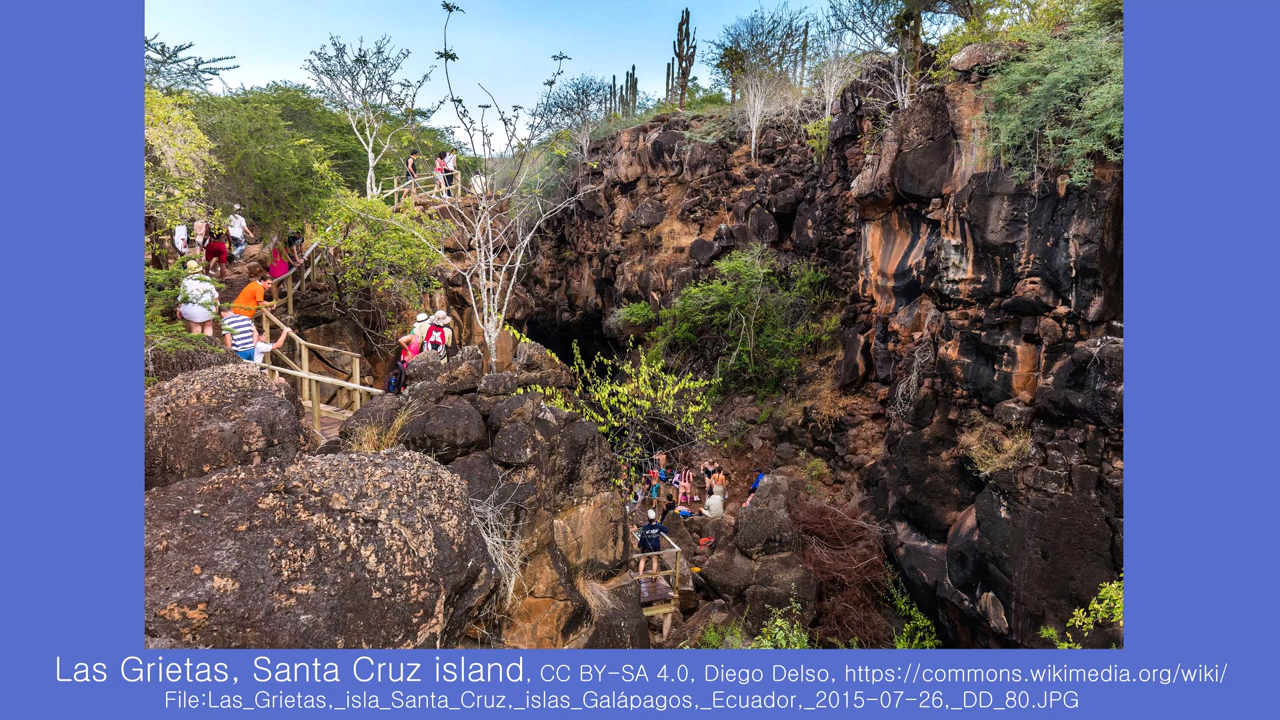 Las Grietas, Santa Cruz island, CC BY-SA 4.0, Diego Delso, https://commons.wikimedia.org/wiki/
File:Las_Grietas,_isla_Santa_Cruz,_islas_Galápagos,_Ecuador,_2015-07-26,_DD_80.JPG